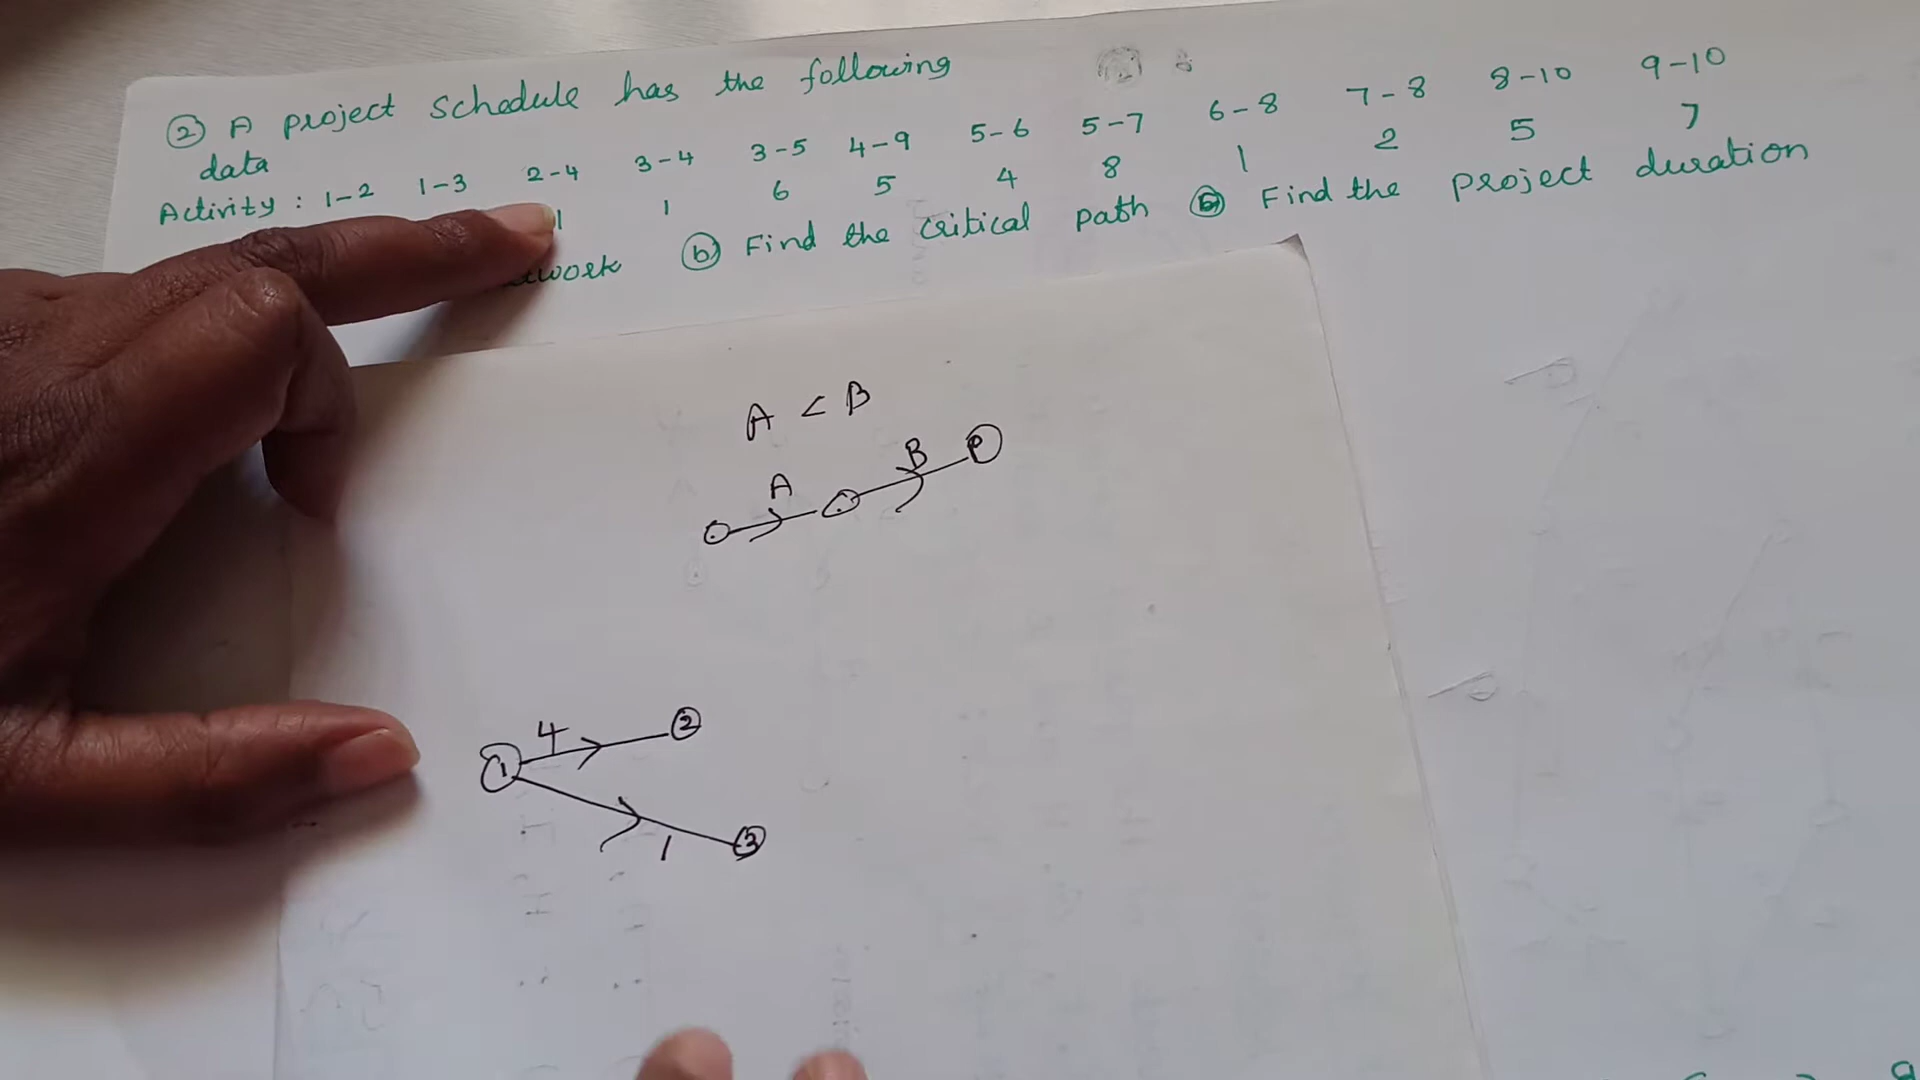 ② A project schedule has the following
data
Activity : 1-2 1-3 2-4 3-4 3-5 4-9 5-6 5-7 6-8 7-8 8-10 9-10
1 1 6 5 4 8 1 2 5 7
ⓑ Find the critical path ⓒ Find the project duration
A < B
A B
4
① ②
1 ③